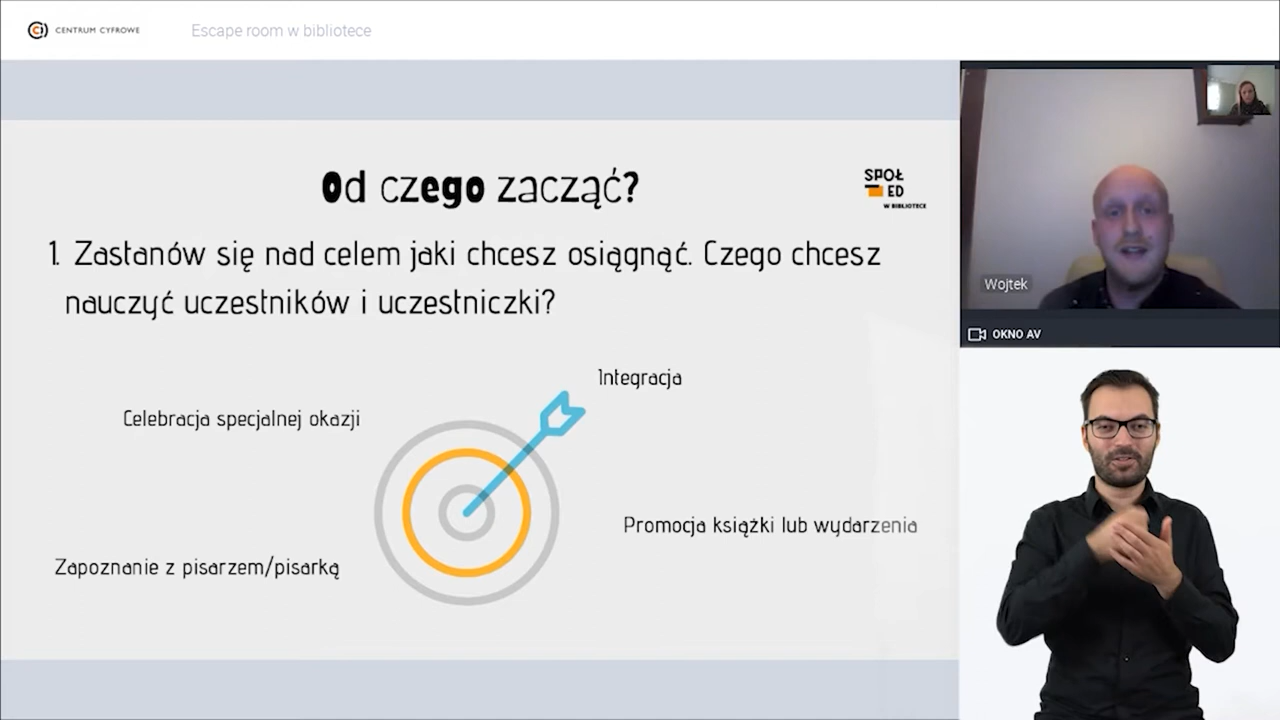 CENTRUM CYFROWE
Escape room w bibliotece
Od czego zacząć?
SPOŁ
ED
W BIBLIOTECE
1. Zastanów się nad celem jaki chcesz osiągnąć. Czego chcesz
nauczyć uczestników i uczestniczki?
Integracja
Celebracja specjalnej okazji
Promocja książki lub wydarzenia
Zapoznanie z pisarzem/pisarką
Wojtek
OKNO AV